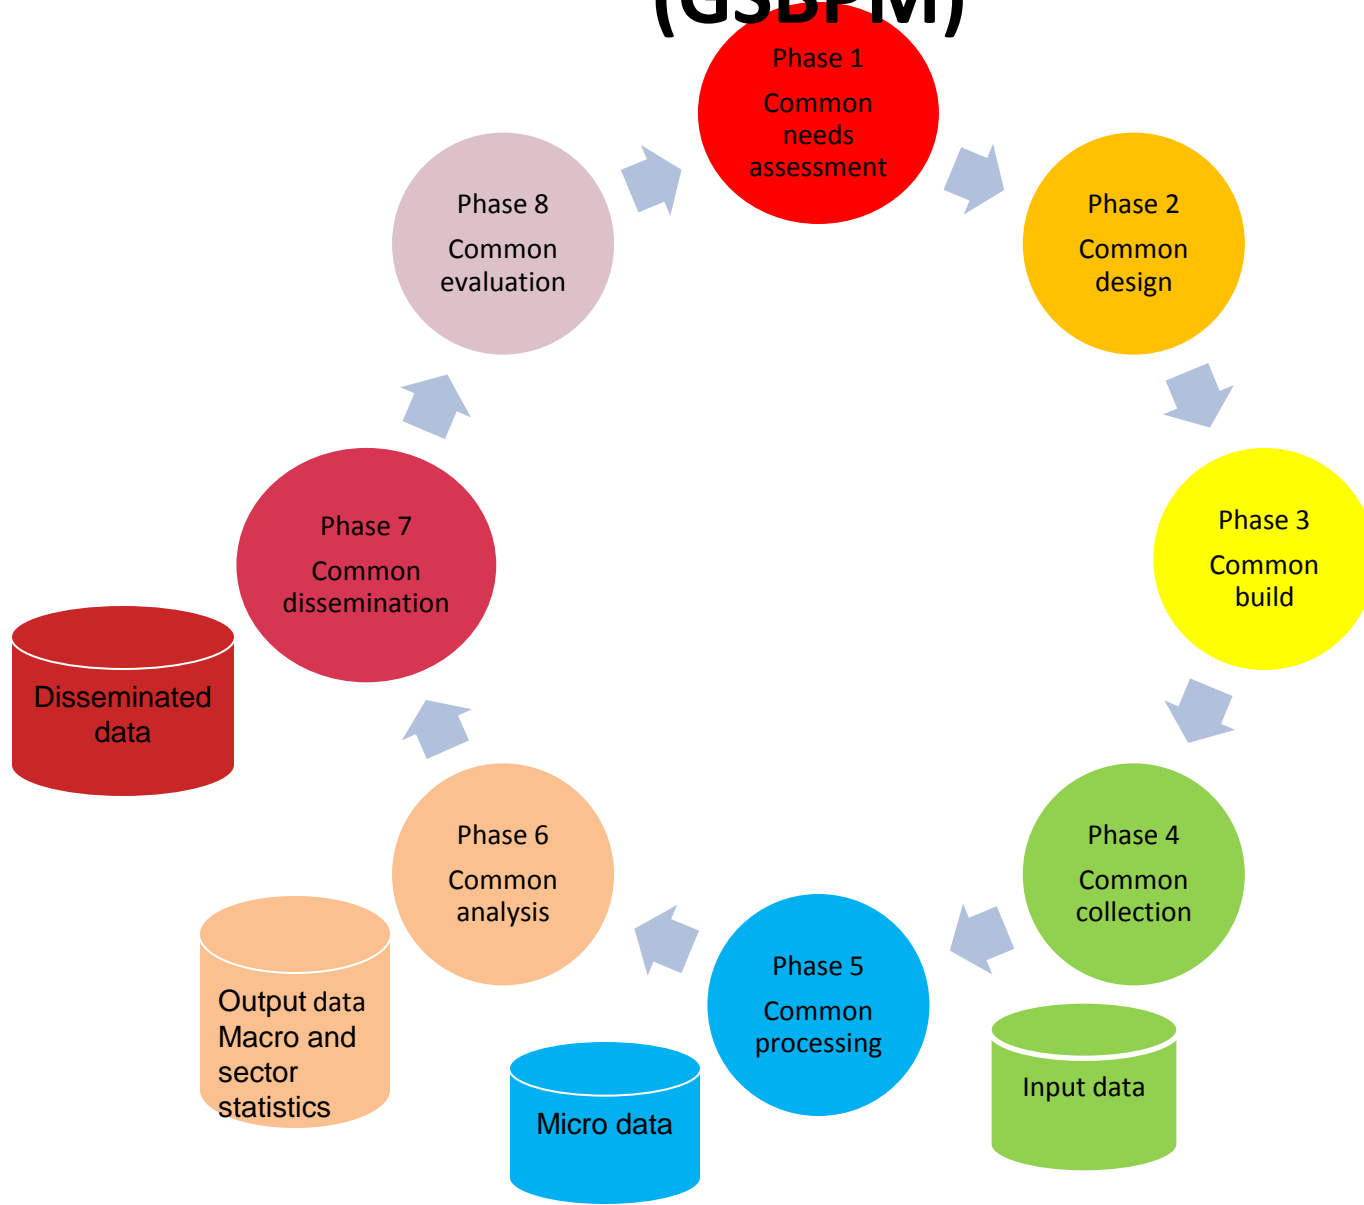 (GSBPM)
Phase 1
Common
needs
assessment
Phase 2
Common
design
Phase 3
Common
build
Phase 4
Common
collection
Input data
Phase 5
Common
processing
Micro data
Phase 6
Common
analysis
Output data
Macro and
sector
statistics
Phase 7
Common
dissemination
Disseminated
data
Phase 8
Common
evaluation